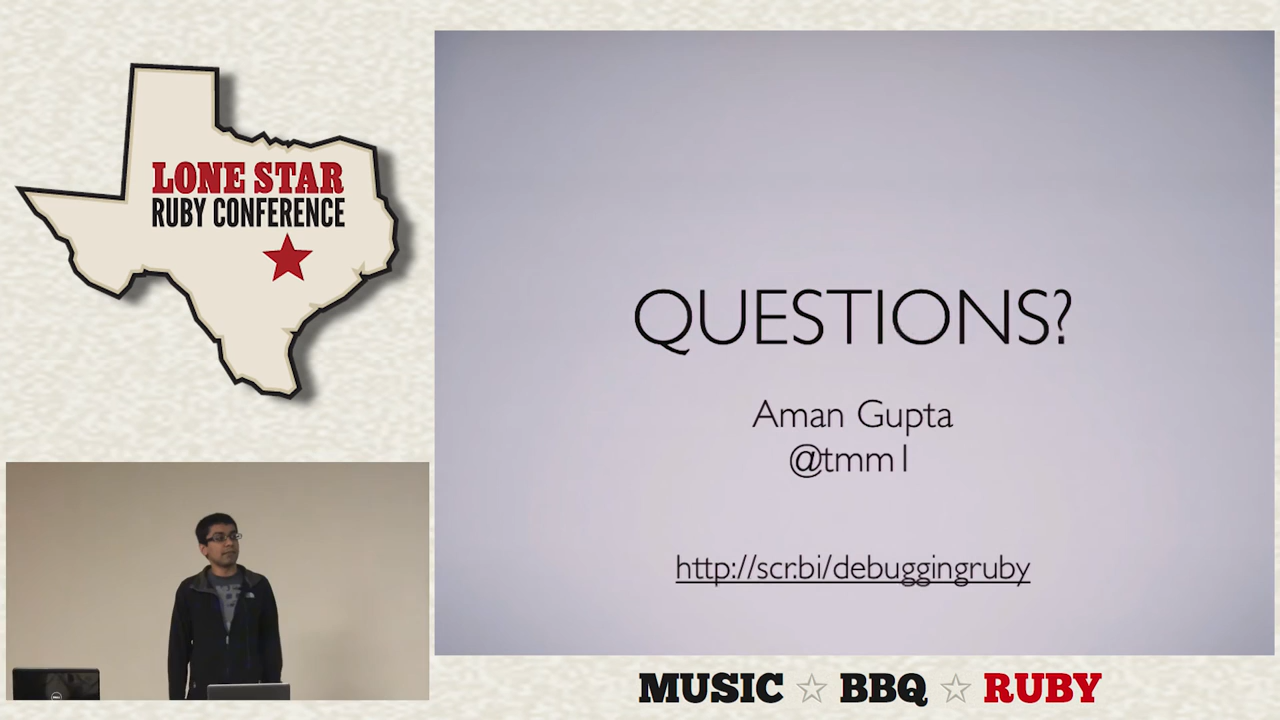 LONE STAR
RUBY CONFERENCE
QUESTIONS?
Aman Gupta
@tmm1
http://scr.bi/debuggingruby
MUSIC ☆ BBQ ☆ RUBY